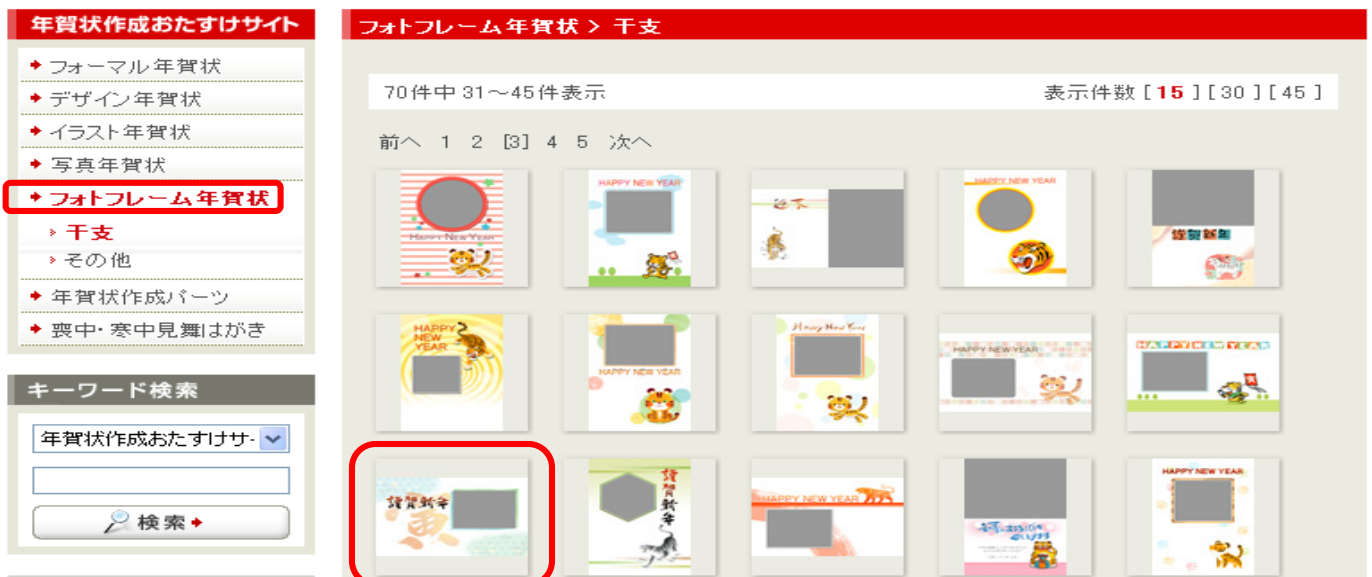 年賀状作成おたすけサイト
フォーマル年賀状
デザイン年賀状
イラスト年賀状
写真年賀状
フォトフレーム年賀状
干支
その他
年賀状作成パーツ
喪中・寒中見舞はがき
キーワード検索
年賀状作成おたすけサ-
検索
フォトフレーム年賀状 > 干支
70件中 31～45件表示
表示件数 [ 15 ] [ 30 ] [ 45 ]
前へ 1 2 [3] 4 5 次へ
HAPPY NEW YEAR
HAPPY NEW YEAR
迎春
HAPPY NEW YEAR
謹賀新年
HAPPY
NEW
YEAR
HAPPY NEW YEAR
Happy New Year
HAPPY NEW YEAR
HAPPY NEW YEAR
謹賀新年
寅
謹賀新年
HAPPY NEW YEAR
HAPPY NEW YEAR